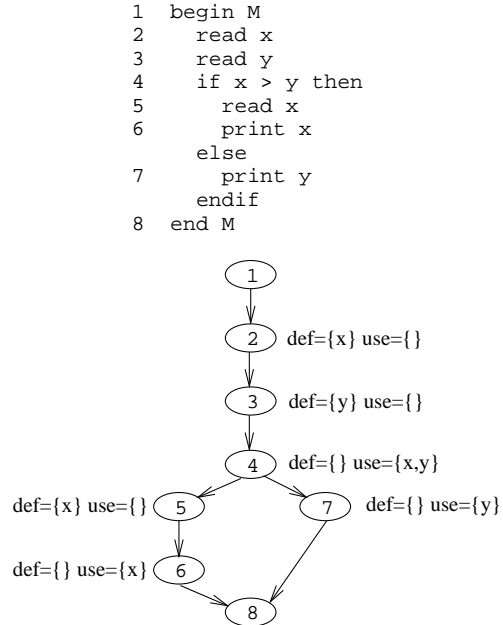 1 begin M
2 read x
3 read y
4 if x > y then
5 read x
6 print x
else
7 print y
endif
8 end M
1
2 def={x} use={}
3 def={y} use={}
4 def={} use={x,y}
def={x} use={} 5
7 def={} use={y}
def={} use={x} 6
8